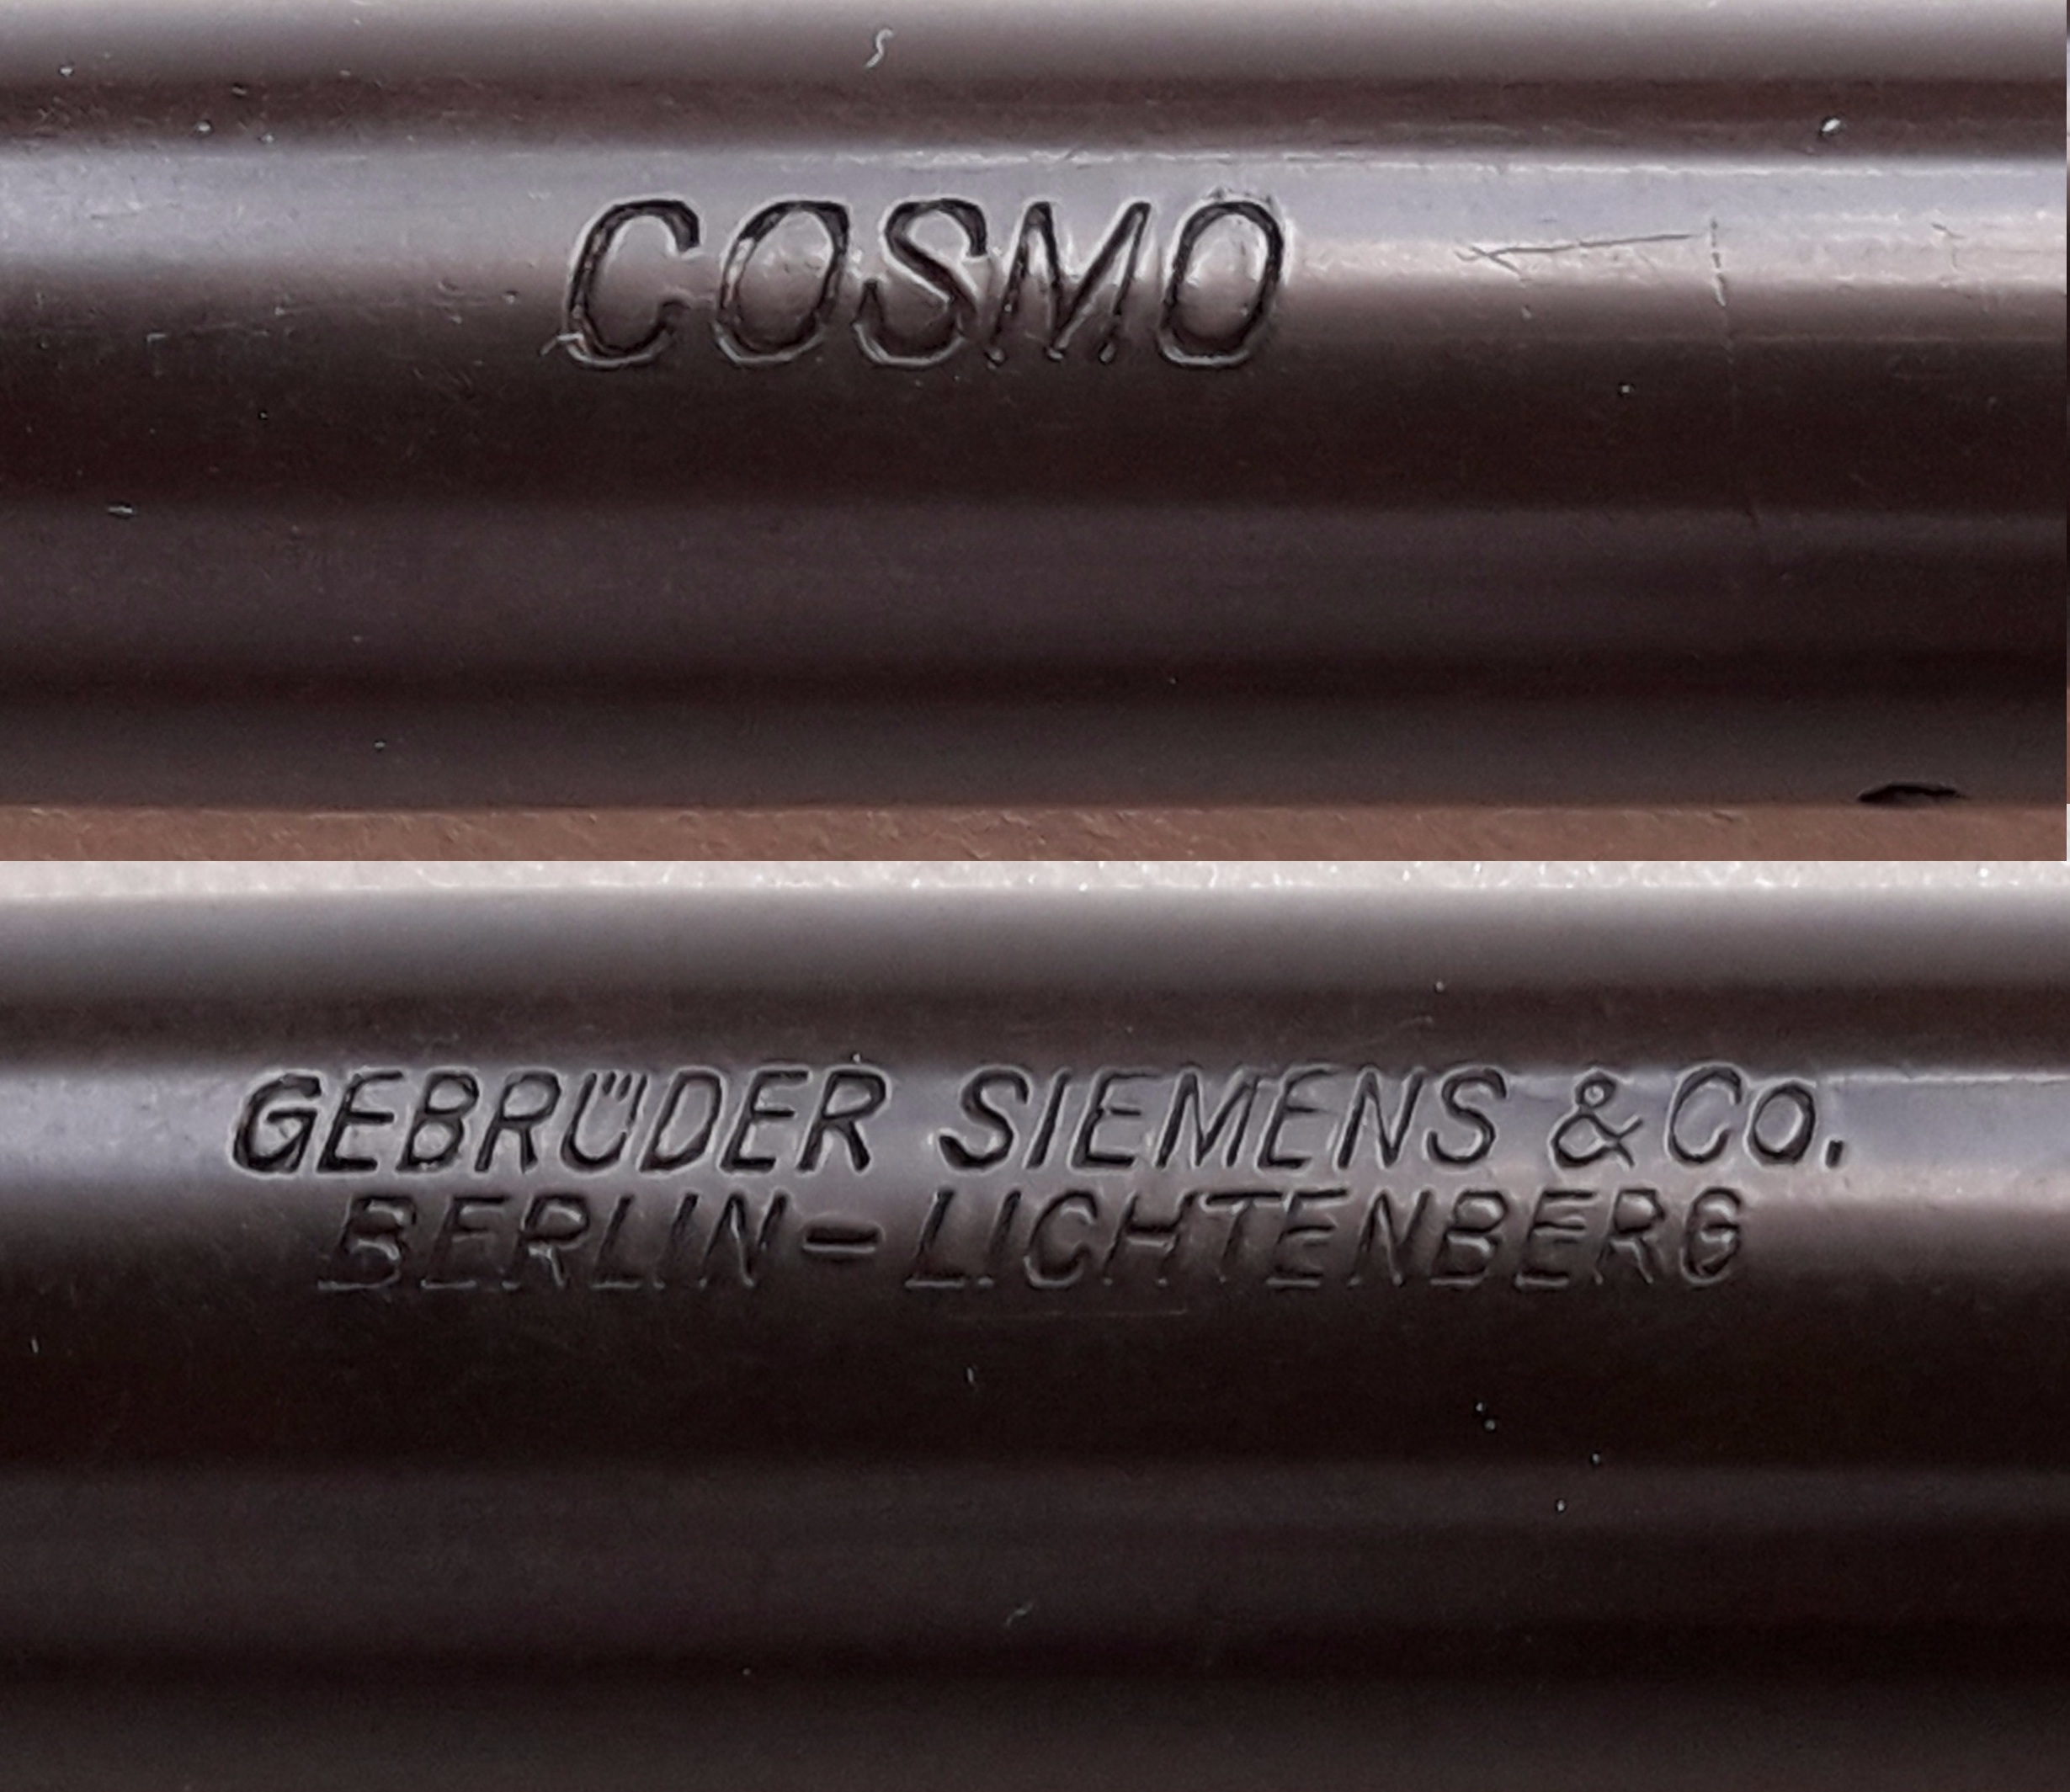 COSMO
GEBRÜDER SIEMENS & Co.
BERLIN-LICHTENBERG